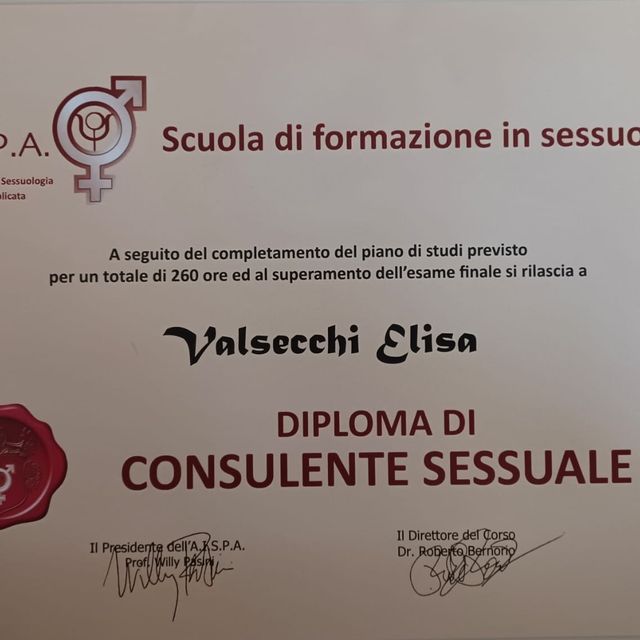 P.A.
Scuola di formazione in sessuo
Sessuologia
licata
A seguito del completamento del piano di studi previsto
per un totale di 260 ore ed al superamento dell'esame finale si rilascia a
Valsecchi Elisa
DIPLOMA DI
CONSULENTE SESSUALE
Il Presidente dell'A.I.S.P.A.
Prof. Willy Pasini
Il Direttore del Corso
Dr. Roberto Bernorio